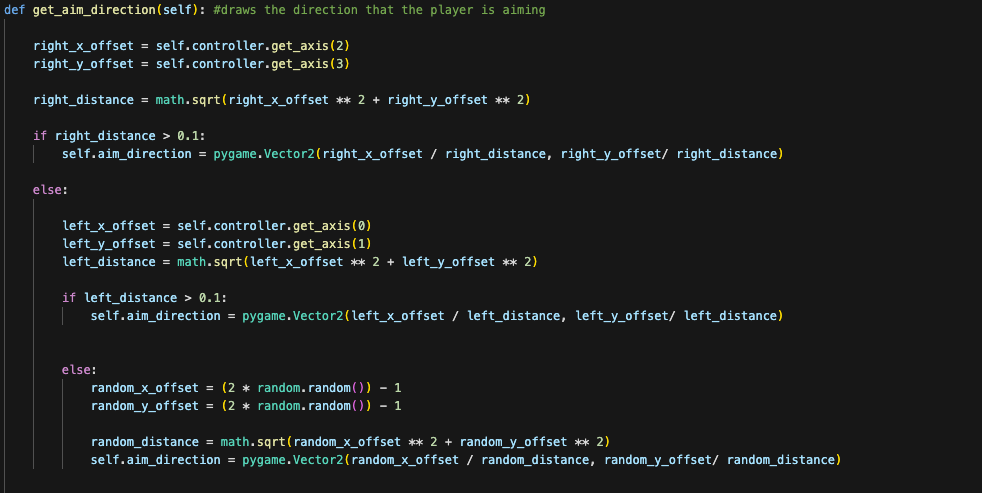 def get_aim_direction(self): #draws the direction that the player is aiming
right_x_offset = self.controller.get_axis(2)
right_y_offset = self.controller.get_axis(3)
right_distance = math.sqrt(right_x_offset ** 2 + right_y_offset ** 2)
if right_distance > 0.1:
self.aim_direction = pygame.Vector2(right_x_offset / right_distance, right_y_offset/ right_distance)
else:
left_x_offset = self.controller.get_axis(0)
left_y_offset = self.controller.get_axis(1)
left_distance = math.sqrt(left_x_offset ** 2 + left_y_offset ** 2)
if left_distance > 0.1:
self.aim_direction = pygame.Vector2(left_x_offset / left_distance, left_y_offset/ left_distance)
else:
random_x_offset = (2 * random.random()) - 1
random_y_offset = (2 * random.random()) - 1
random_distance = math.sqrt(random_x_offset ** 2 + random_y_offset ** 2)
self.aim_direction = pygame.Vector2(random_x_offset / random_distance, random_y_offset/ random_distance)